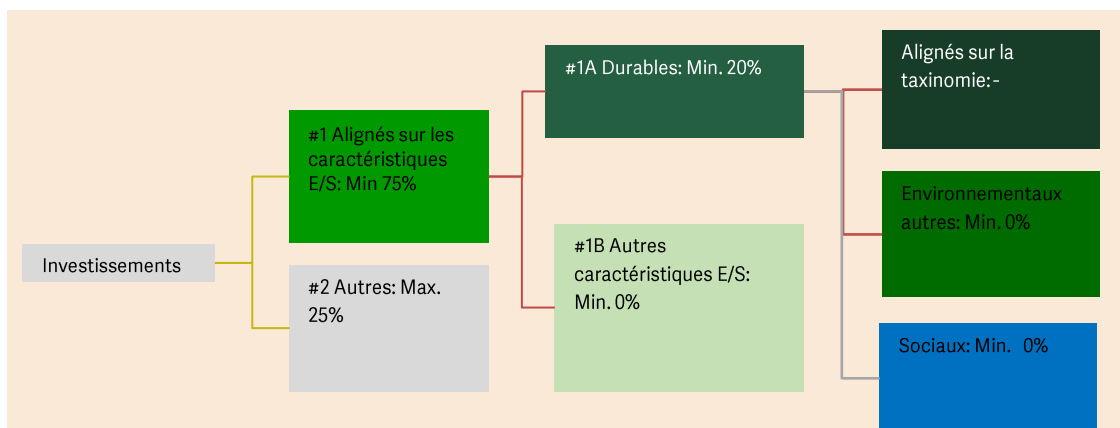 Investissements
#1 Alignés sur les
caractéristiques
E/S: Min 75%
#2 Autres: Max.
25%
#1A Durables: Min. 20%
#1B Autres
caractéristiques E/S:
Min. 0%
Alignés sur la
taxinomie:-
Environnementaux
autres: Min. 0%
Sociaux: Min. 0%